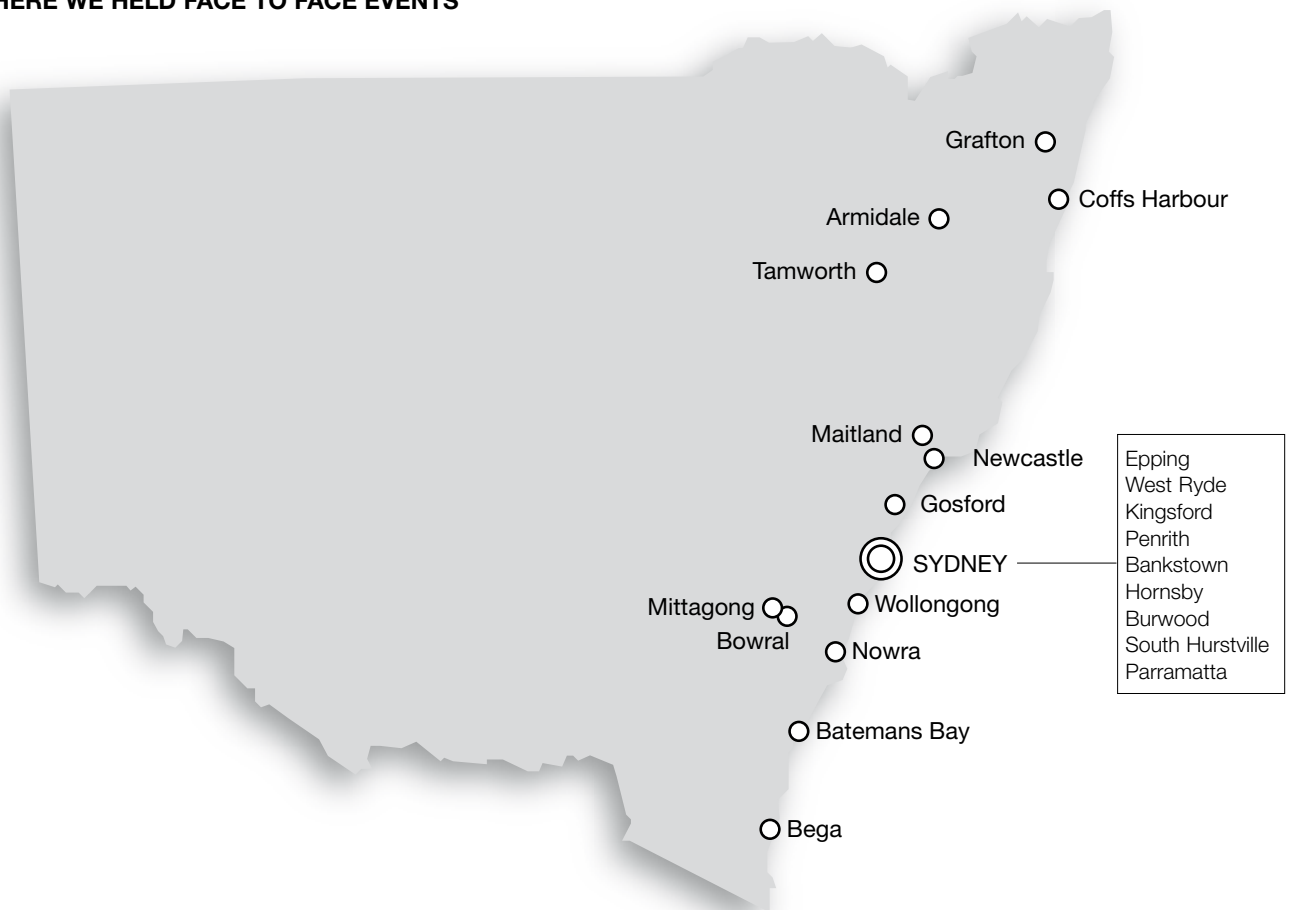 HERE WE HELD FACE TO FACE EVENTS
Grafton
Coffs Harbour
Armidale
Tamworth
Maitland
Newcastle
Gosford
SYDNEY
Epping
West Ryde
Kingsford
Penrith
Bankstown
Hornsby
Burwood
South Hurstville
Parramatta
Mittagong
Wollongong
Bowral
Nowra
Batemans Bay
Bega